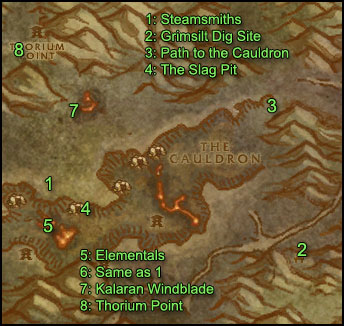 1: Steamsmiths
2: Grimsilt Dig Site
3: Path to the Cauldron
4: The Slag Pit
8
THORIUM
POINT
7
3
THE
CAULDRON
1
4
5
2
5: Elementals
6: Same as 1
7: Kalaran Windblade
8: Thorium Point